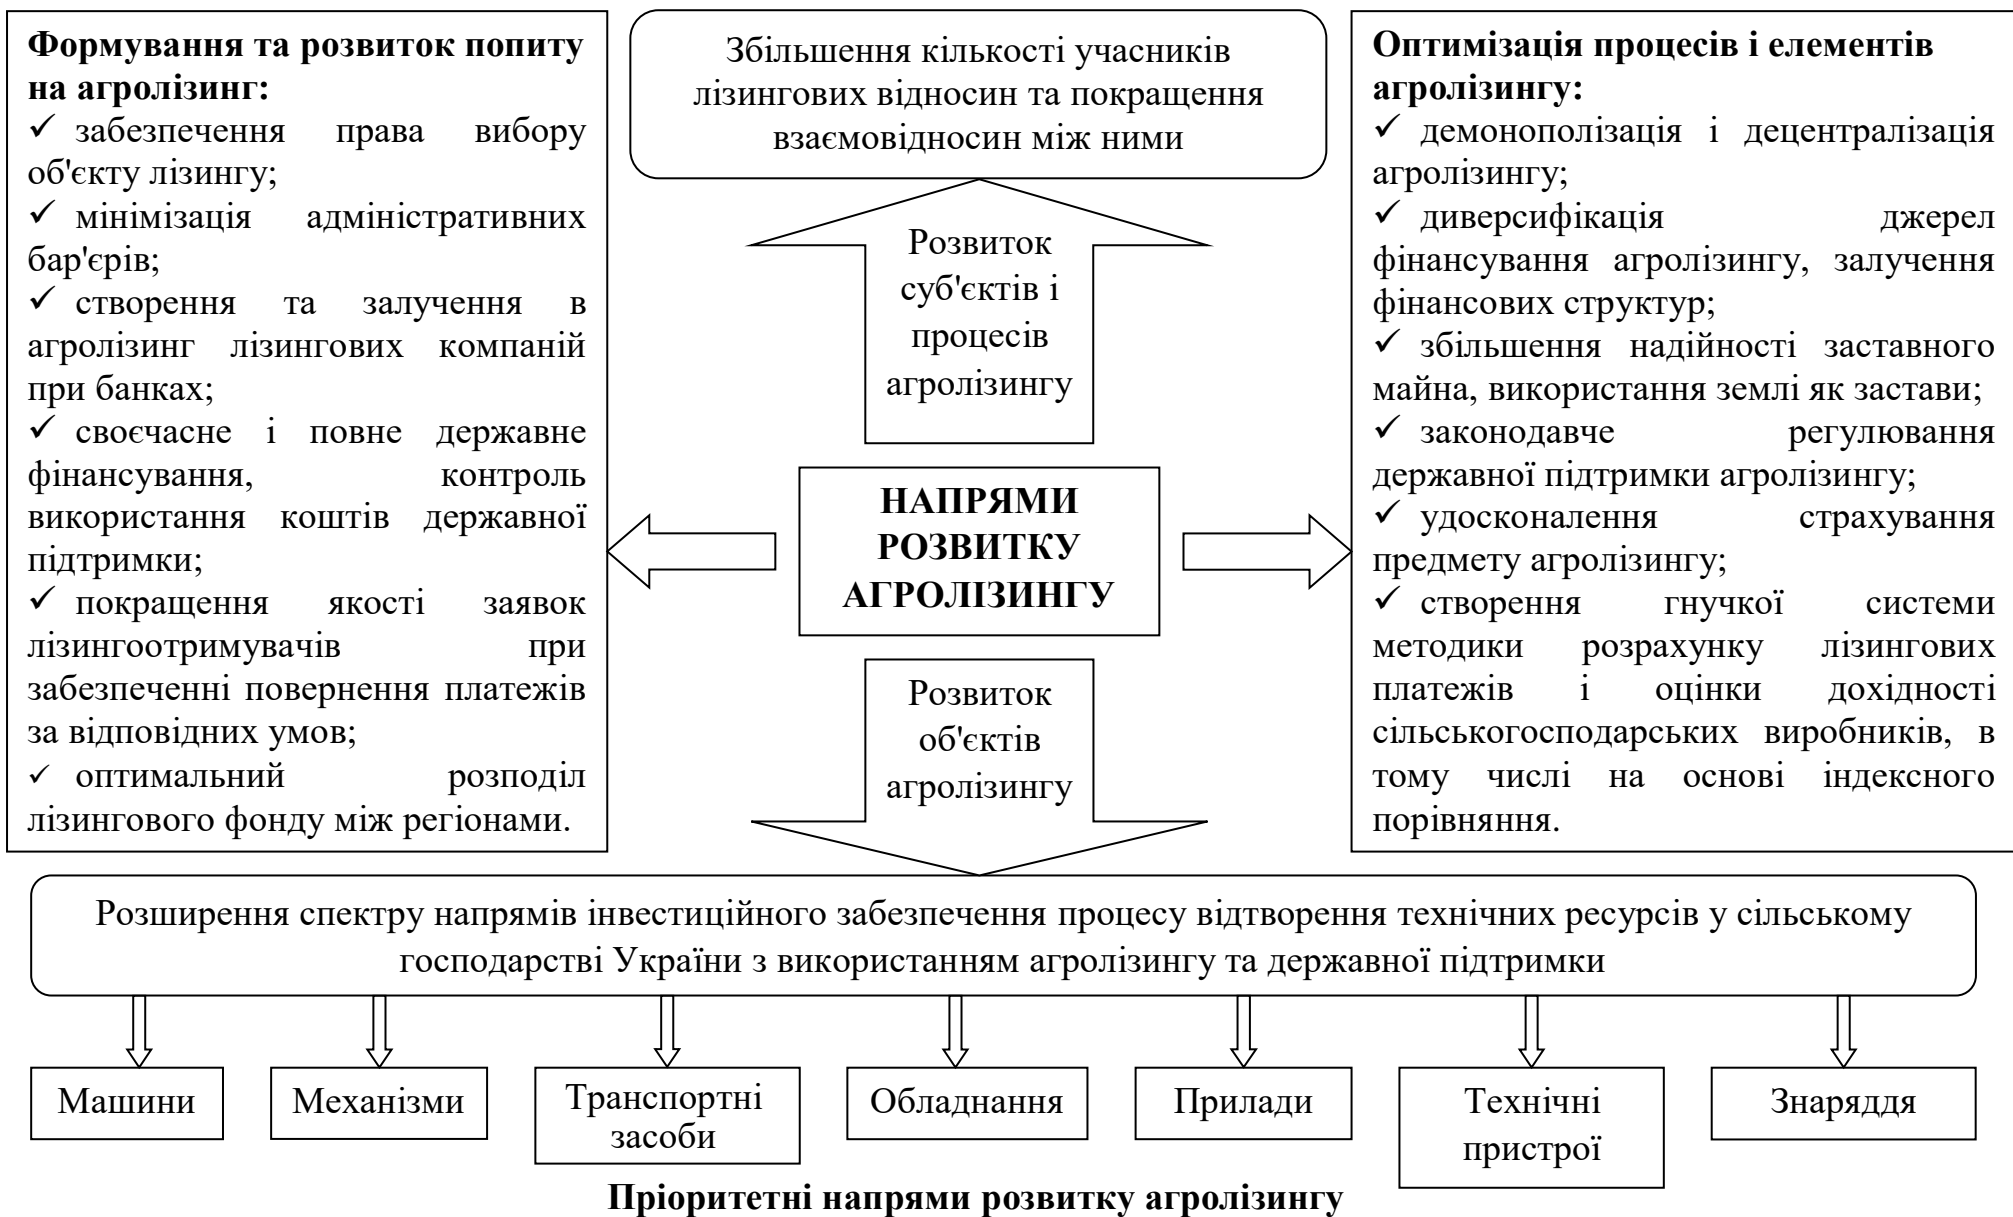 Формування та розвиток попиту
на агролізинг:
✓ забезпечення права вибору
об'єкту лізингу;
✓ мінімізація адміністративних
бар'єрів;
✓ створення та залучення в
агролізинг лізингових компаній
при банках;
✓ своєчасне і повне державне
фінансування, контроль
використання коштів державної
підтримки;
✓ покращення якості заявок
лізингоотримувачів при
забезпеченні повернення платежів
за відповідних умов;
✓ оптимальний розподіл
лізингового фонду між регіонами.
Збільшення кількості учасників
лізингових відносин та покращення
взаємовідносин між ними
Розвиток
суб'єктів і
процесів
агролізингу
НАПРЯМИ
РОЗВИТКУ
АГРОЛІЗИНГУ
Розвиток
об'єктів
агролізингу
Оптимізація процесів і елементів
агролізингу:
✓ демонополізація і децентралізація
агролізингу;
✓ диверсифікація джерел
фінансування агролізингу, залучення
фінансових структур;
✓ збільшення надійності заставного
майна, використання землі як застави;
✓ законодавче регулювання
державної підтримки агролізингу;
✓ удосконалення страхування
предмету агролізингу;
✓ створення гнучкої системи
методики розрахунку лізингових
платежів і оцінки дохідності
сільськогосподарських виробників, в
тому числі на основі індексного
порівняння.
Розширення спектру напрямів інвестиційного забезпечення процесу відтворення технічних ресурсів у сільському
господарстві України з використанням агролізингу та державної підтримки
Машини
Механізми
Транспортні
засоби
Обладнання
Прилади
Технічні
пристрої
Знаряддя
Пріоритетні напрями розвитку агролізингу